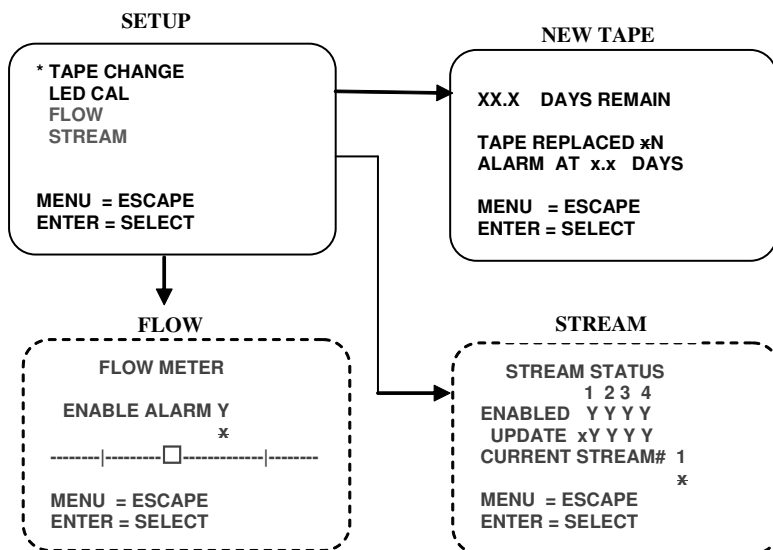 SETUP
* TAPE CHANGE
LED CAL
FLOW
STREAM
MENU = ESCAPE
ENTER = SELECT
NEW TAPE
XX.X DAYS REMAIN
TAPE REPLACED xN
ALARM AT x.x DAYS
MENU = ESCAPE
ENTER = SELECT
FLOW
FLOW METER
ENABLE ALARM Y
x
--------|---------□-------------|--------
MENU = ESCAPE
ENTER = SELECT
STREAM
STREAM STATUS
1 2 3 4
ENABLED Y Y Y Y
UPDATE xY Y Y Y
CURRENT STREAM# 1
x
MENU = ESCAPE
ENTER = SELECT